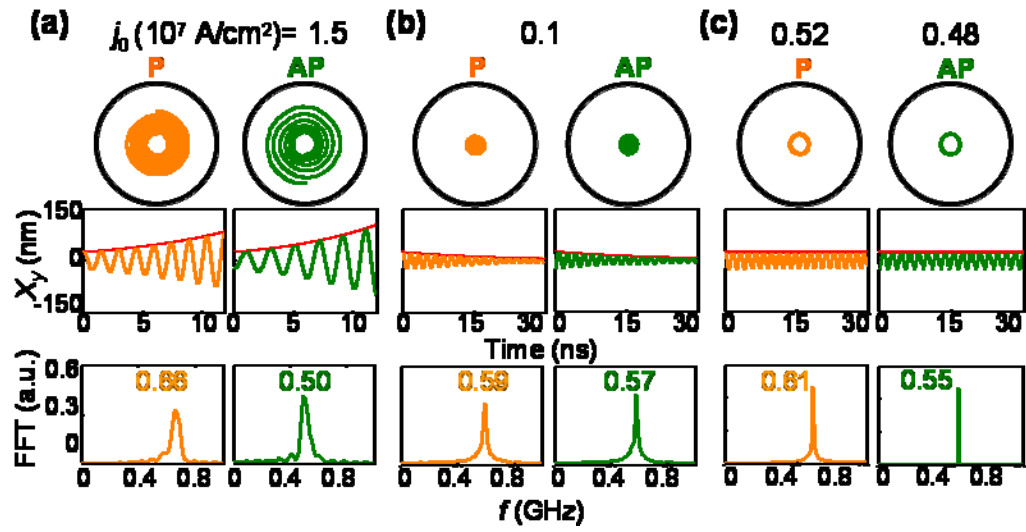 (a) j0 (10^7 A/cm²)= 1.5 (b) 0.1 (c) 0.52 0.48
P AP P AP P AP
150
0
-150
X_y (nm)
0 5 10 0 5 10 0 15 30 0 15 30 0 15 30 0 15 30
Time (ns)
0.66 0.50 0.59 0.57 0.61 0.55
0.6
0.3
0
FFT (a.u.)
0 0.4 0.8 0 0.4 0.8 0 0.4 0.8 0 0.4 0.8 0 0.4 0.8 0 0.4 0.8
f (GHz)